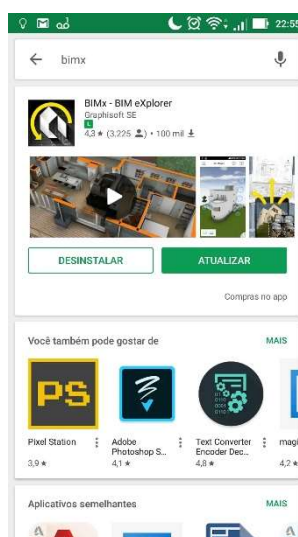 22:55
bimx
BIMx - BIM eXplorer
Graphisoft SE
L
4,3 ★ (3.225 ) • 100 mil
DESINSTALAR
ATUALIZAR
Compras no app
Você também pode gostar de
MAIS
PS
Pixel Station
3,9 ★
Adobe
Photoshop S...
4,1 ★
Text Converter
Encoder Dec...
4,8 ★
magi
4,2 ★
Aplicativos semelhantes
MAIS